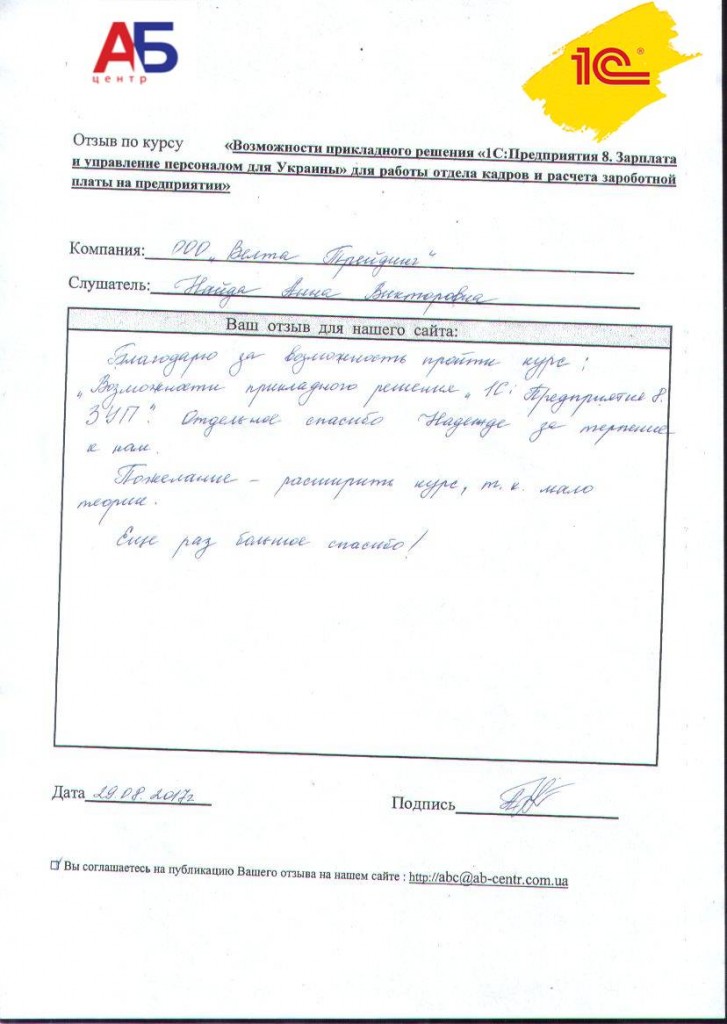 АБ
центр
1С®
Отзыв по курсу «Возможности прикладного решения «1С:Предприятия 8. Зарплата
и управление персоналом для Украины» для работы отдела кадров и расчета зароботной
платы на предприятии»
Компания: ООО „Велта Трейдинг"
Слушатель: Найда Анна Викторовна
Ваш отзыв для нашего сайта:
Благодарю за возможность пройти курс:
„Возможности прикладного решения „1С: Предприятие 8.
ЗУП". Отдельное спасибо Надежде за терпение
к нам.
Пожелание – расширить курс, т.к. мало
теории.
Еще раз большое спасибо!
Дата 29.08.2017г
Подпись
Вы соглашаетесь на публикацию Вашего отзыва на нашем сайте : http://abc@ab-centr.com.ua